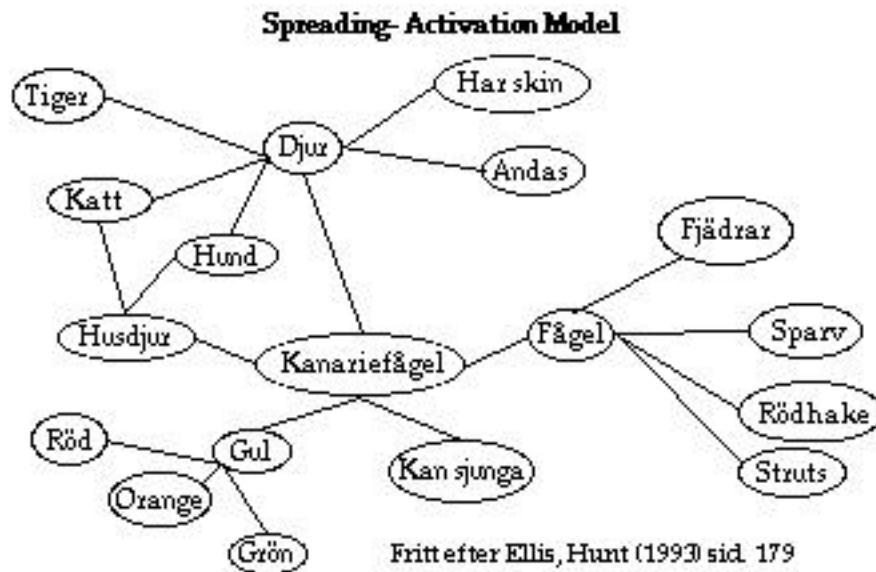 Spreading-Activation Model
Tiger
Har skin
Djur
Andas
Katt
Hund
Fjädrar
Husdjur
Kanariefågel
Fågel
Sparv
Rödhake
Röd
Gul
Kan sjunga
Struts
Orange
Grön
Fritt efter Ellis, Hunt (1993) sid. 179